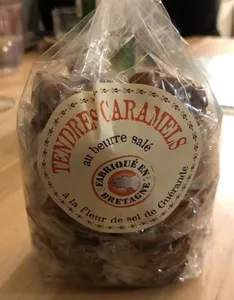 TENDRES CARAMELS
au beurre salé
FABRIQUÉ EN
BRETAGNE
à la fleur de sel de Guérande